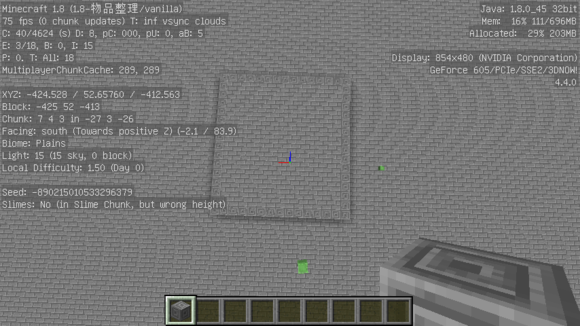 Minecraft 1.8 (1.8-物品整理/vanilla)
75 fps (0 chunk updates) T: inf vsync clouds
C: 40/4624 (s) D: 8, pC: 000, pU: 0, aB: 5
E: 3/18, B: 0, I: 15
P: 0. T: All: 18
MultiplayerChunkCache: 289, 289
XYZ: -424.528 / 52.65760 / -412.563
Block: -425 52 -413
Chunk: 7 4 3 in -27 3 -26
Facing: south (Towards positive Z) (-2.1 / 83.9)
Biome: Plains
Light: 15 (15 sky, 0 block)
Local Difficulty: 1.50 (Day 0)
Seed: -890215010533296379
Slimes: No (in Slime Chunk, but wrong height)
Java: 1.8.0_45 32bit
Mem: 16% 111/696MB
Allocated: 29% 203MB
Display: 854x480 (NVIDIA Corporation)
GeForce 605/PCIe/SSE2/3DNOW!
4.4.0